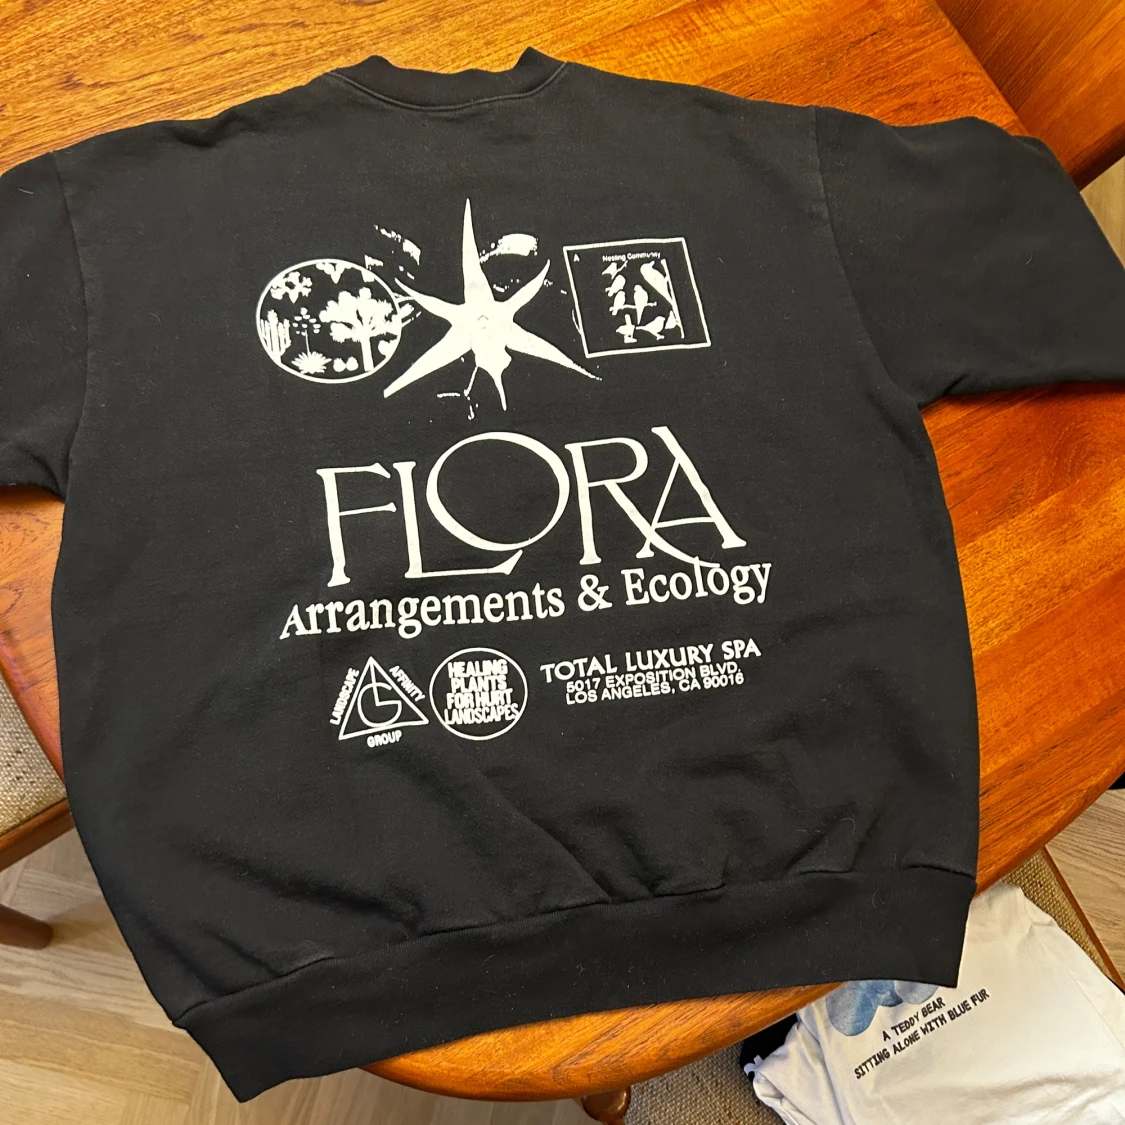 A
Nesting Community
FLORA
Arrangements & Ecology
LANDSCAPE
AFFINITY
GROUP
G
HEALING
PLANTS
FOR HURT
LANDSCAPES
TOTAL LUXURY SPA
5017 EXPOSITION BLVD.
LOS ANGELES, CA 90016
A TEDDY BEAR
SITTING ALONE WITH BLUE FUR